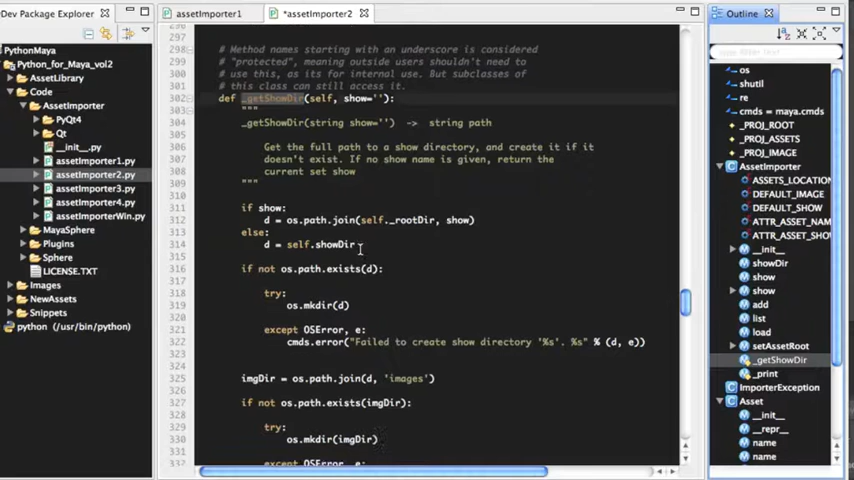 Dev Package Explorer
PythonMaya
Python_for_Maya_vol2
AssetLibrary
Code
AssetImporter
PyQt4
Qt
__init__.py
assetImporter1.py
assetImporter2.py
assetImporter3.py
assetImporter4.py
assetImporterWin.py
MayaSphere
Plugins
Sphere
LICENSE.TXT
Images
NewAssets
Snippets
python (/usr/bin/python)
assetImporter1
*assetImporter2
297
298 # Method names starting with an underscore is considered
299 # "protected", meaning outside users shouldn't need to
300 # use this, as its for internal use. But subclasses of
301 # this class can still access it.
302 def _getShowDir(self, show=''):
303 """
304 _getShowDir(string show='') -> string path
305
306 Get the full path to a show directory, and create it if it
307 doesn't exist. If no show name is given, return the
308 current set show
309 """
310
311 if show:
312 d = os.path.join(self._rootDir, show)
313 else:
314 d = self.showDir
315
316 if not os.path.exists(d):
317
318 try:
319 os.mkdir(d)
320
321 except OSError, e:
322 cmds.error("Failed to create show directory '%s'. %s" % (d, e))
323
324
325 imgDir = os.path.join(d, 'images')
326
327 if not os.path.exists(imgDir):
328
329 try:
330 os.mkdir(imgDir)
331
332 except OSError, e:
Outline
os
shutil
re
cmds = maya.cmds
_PROJ_ROOT
_PROJ_ASSETS
_PROJ_IMAGE
AssetImporter
ASSETS_LOCATION
DEFAULT_IMAGE
DEFAULT_SHOW
ATTR_ASSET_NAM
ATTR_ASSET_SHO
__init__
showDir
show
show
add
list
load
setAssetRoot
_getShowDir
_print
ImporterException
Asset
__init__
__repr__
name
name